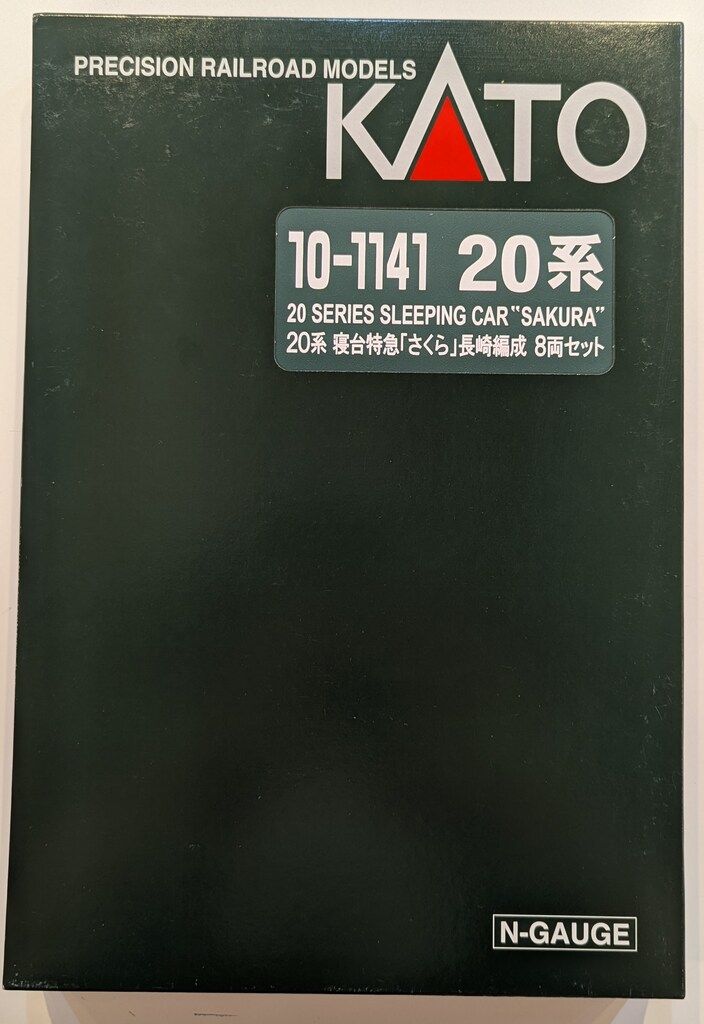 PRECISION RAILROAD MODELS
KATO
10-1141 20系
20 SERIES SLEEPING CAR "SAKURA"
20系 寝台特急「さくら」長崎編成 8両セット
N-GAUGE